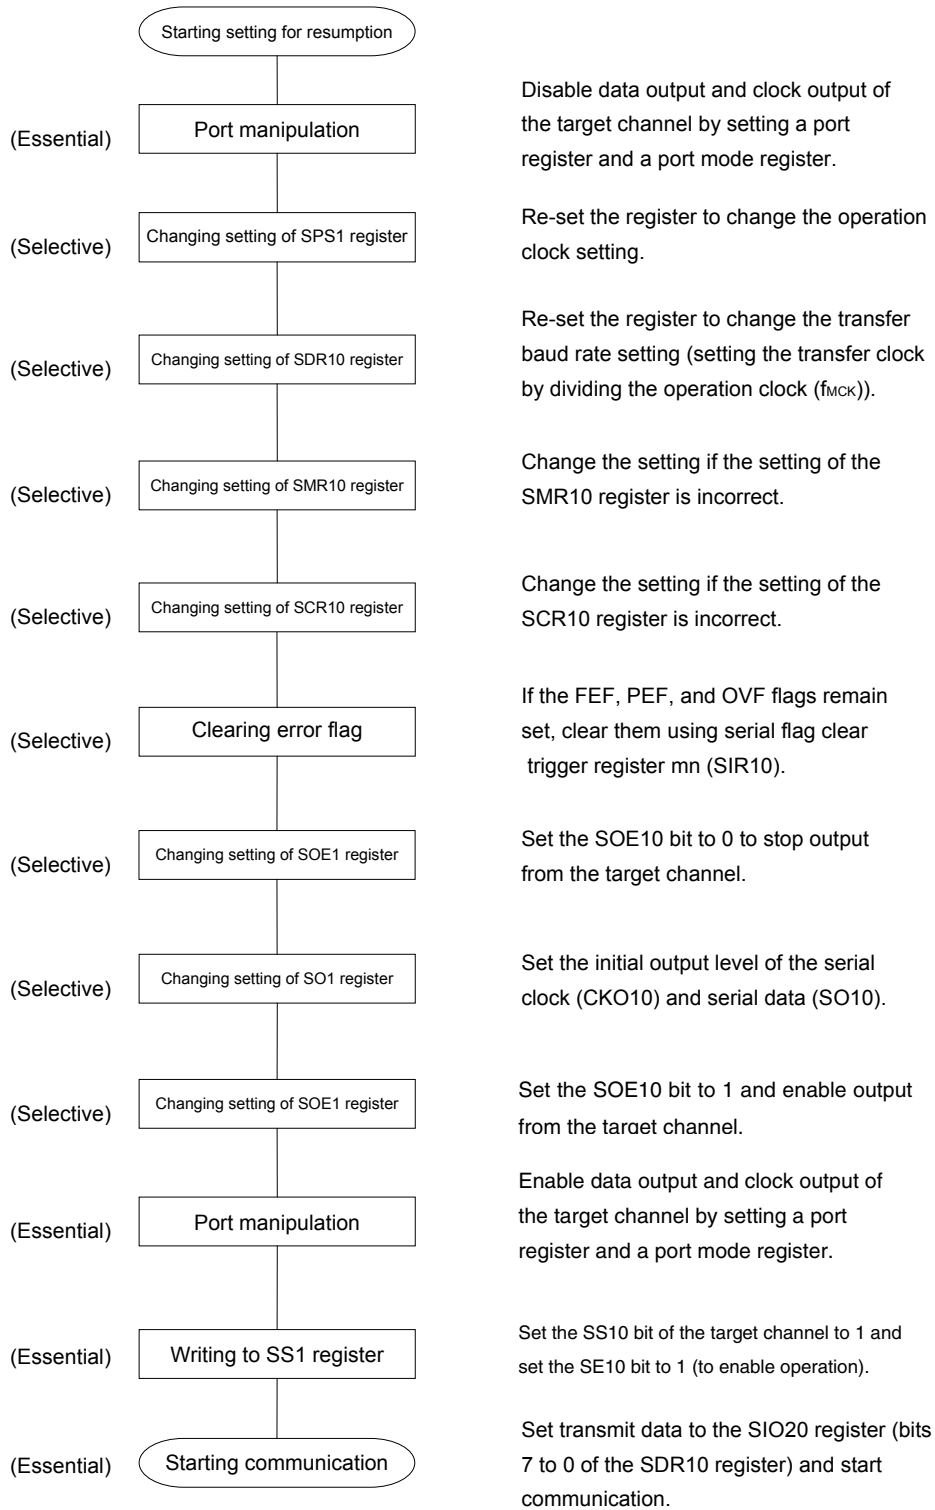 Starting setting for resumption
(Essential)
Port manipulation
Disable data output and clock output of
the target channel by setting a port
register and a port mode register.
(Selective)
Changing setting of SPS1 register
Re-set the register to change the operation
clock setting.
(Selective)
Changing setting of SDR10 register
Re-set the register to change the transfer
baud rate setting (setting the transfer clock
by dividing the operation clock (fMCK)).
(Selective)
Changing setting of SMR10 register
Change the setting if the setting of the
SMR10 register is incorrect.
(Selective)
Changing setting of SCR10 register
Change the setting if the setting of the
SCR10 register is incorrect.
(Selective)
Clearing error flag
If the FEF, PEF, and OVF flags remain
set, clear them using serial flag clear
trigger register mn (SIR10).
(Selective)
Changing setting of SOE1 register
Set the SOE10 bit to 0 to stop output
from the target channel.
(Selective)
Changing setting of SO1 register
Set the initial output level of the serial
clock (CKO10) and serial data (SO10).
(Selective)
Changing setting of SOE1 register
Set the SOE10 bit to 1 and enable output
from the target channel.
(Essential)
Port manipulation
Enable data output and clock output of
the target channel by setting a port
register and a port mode register.
(Essential)
Writing to SS1 register
Set the SS10 bit of the target channel to 1 and
set the SE10 bit to 1 (to enable operation).
(Essential)
Starting communication
Set transmit data to the SIO20 register (bits
7 to 0 of the SDR10 register) and start
communication.